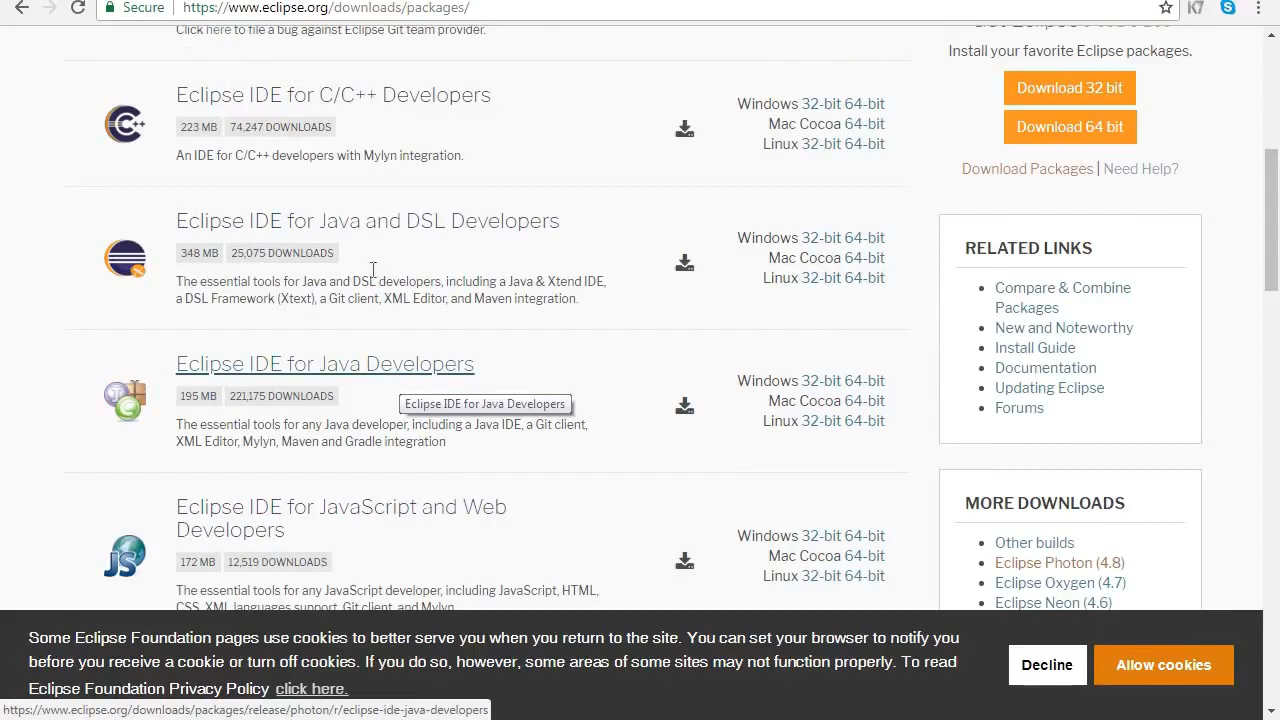 Secure
https://www.eclipse.org/downloads/packages/
Click here to file a bug against Eclipse Git team provider.
Eclipse IDE for C/C++ Developers
223 MB 74,247 DOWNLOADS
An IDE for C/C++ developers with Mylyn integration.
Windows 32-bit 64-bit
Mac Cocoa 64-bit
Linux 32-bit 64-bit
Eclipse IDE for Java and DSL Developers
348 MB 25,075 DOWNLOADS
The essential tools for Java and DSL developers, including a Java & Xtend IDE,
a DSL Framework (Xtext), a Git client, XML Editor, and Maven integration.
Windows 32-bit 64-bit
Mac Cocoa 64-bit
Linux 32-bit 64-bit
Eclipse IDE for Java Developers
195 MB 221,175 DOWNLOADS
Eclipse IDE for Java Developers
The essential tools for any Java developer, including a Java IDE, a Git client,
XML Editor, Mylyn, Maven and Gradle integration
Windows 32-bit 64-bit
Mac Cocoa 64-bit
Linux 32-bit 64-bit
Eclipse IDE for JavaScript and Web
Developers
172 MB 12,519 DOWNLOADS
The essential tools for any JavaScript developer, including JavaScript, HTML,
CSS, XML languages support, Git client, and Mylyn.
Windows 32-bit 64-bit
Mac Cocoa 64-bit
Linux 32-bit 64-bit
Install your favorite Eclipse packages.
Download 32 bit
Download 64 bit
Download Packages | Need Help?
RELATED LINKS
Compare & Combine
Packages
New and Noteworthy
Install Guide
Documentation
Updating Eclipse
Forums
MORE DOWNLOADS
Other builds
Eclipse Photon (4.8)
Eclipse Oxygen (4.7)
Eclipse Neon (4.6)
Some Eclipse Foundation pages use cookies to better serve you when you return to the site. You can set your browser to notify you
before you receive a cookie or turn off cookies. If you do so, however, some areas of some sites may not function properly. To read
Eclipse Foundation Privacy Policy click here.
Decline
Allow cookies
https://www.eclipse.org/downloads/packages/release/photon/r/eclipse-ide-java-developers